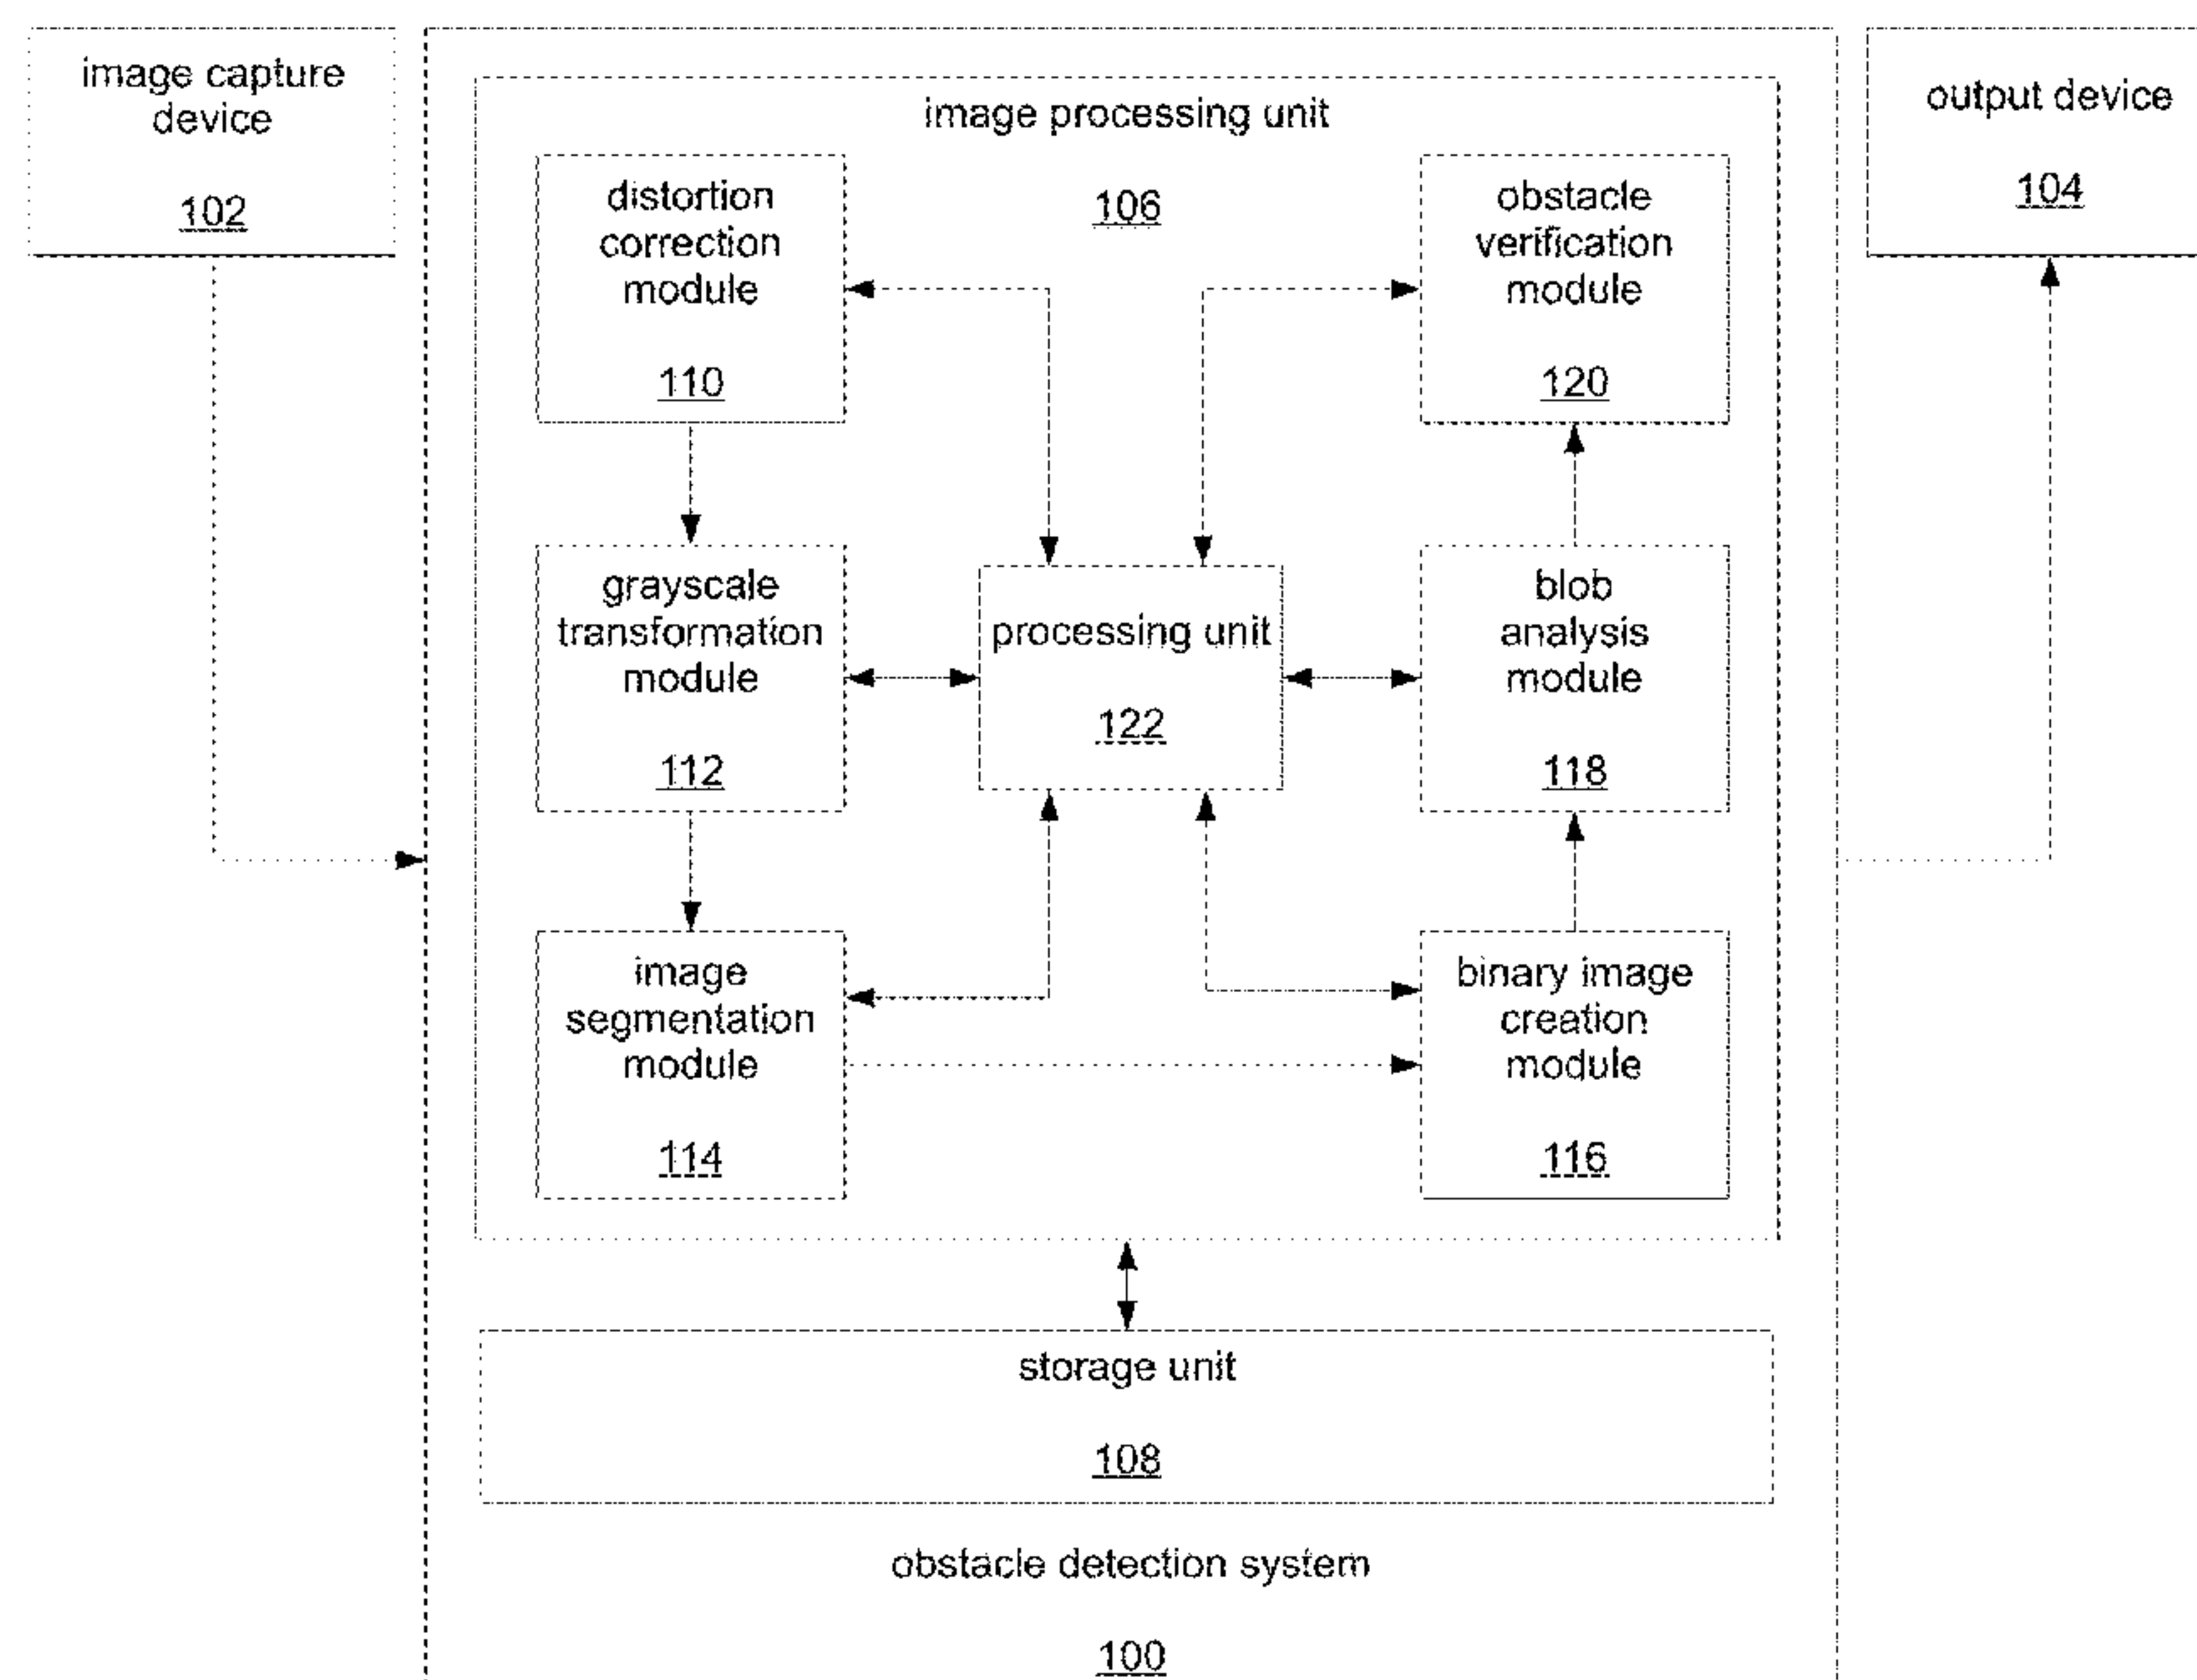 image capture
device
102
image processing unit
106
output device
104
distortion
correction
module
110
obstacle
verification
module
120
grayscale
transformation
module
112
processing unit
122
blob
analysis
module
118
image
segmentation
module
114
binary image
creation
module
116
storage unit
108
obstacle detection system
100